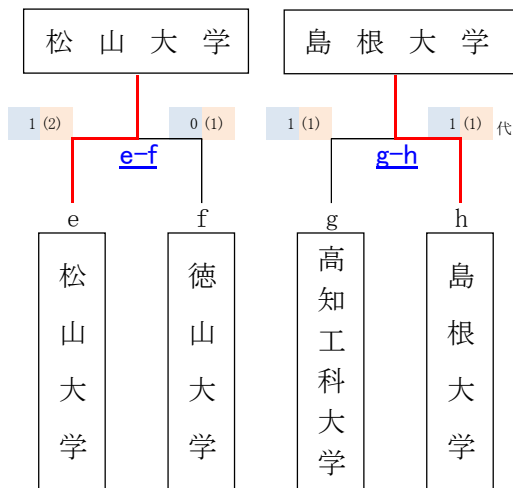 松山大学 島根大学
1 (2) 0 (1) 1 (1) 1 (1) 代
e-f g-h
e f g h
松山大学
徳山大学
高知工科大学
島根大学